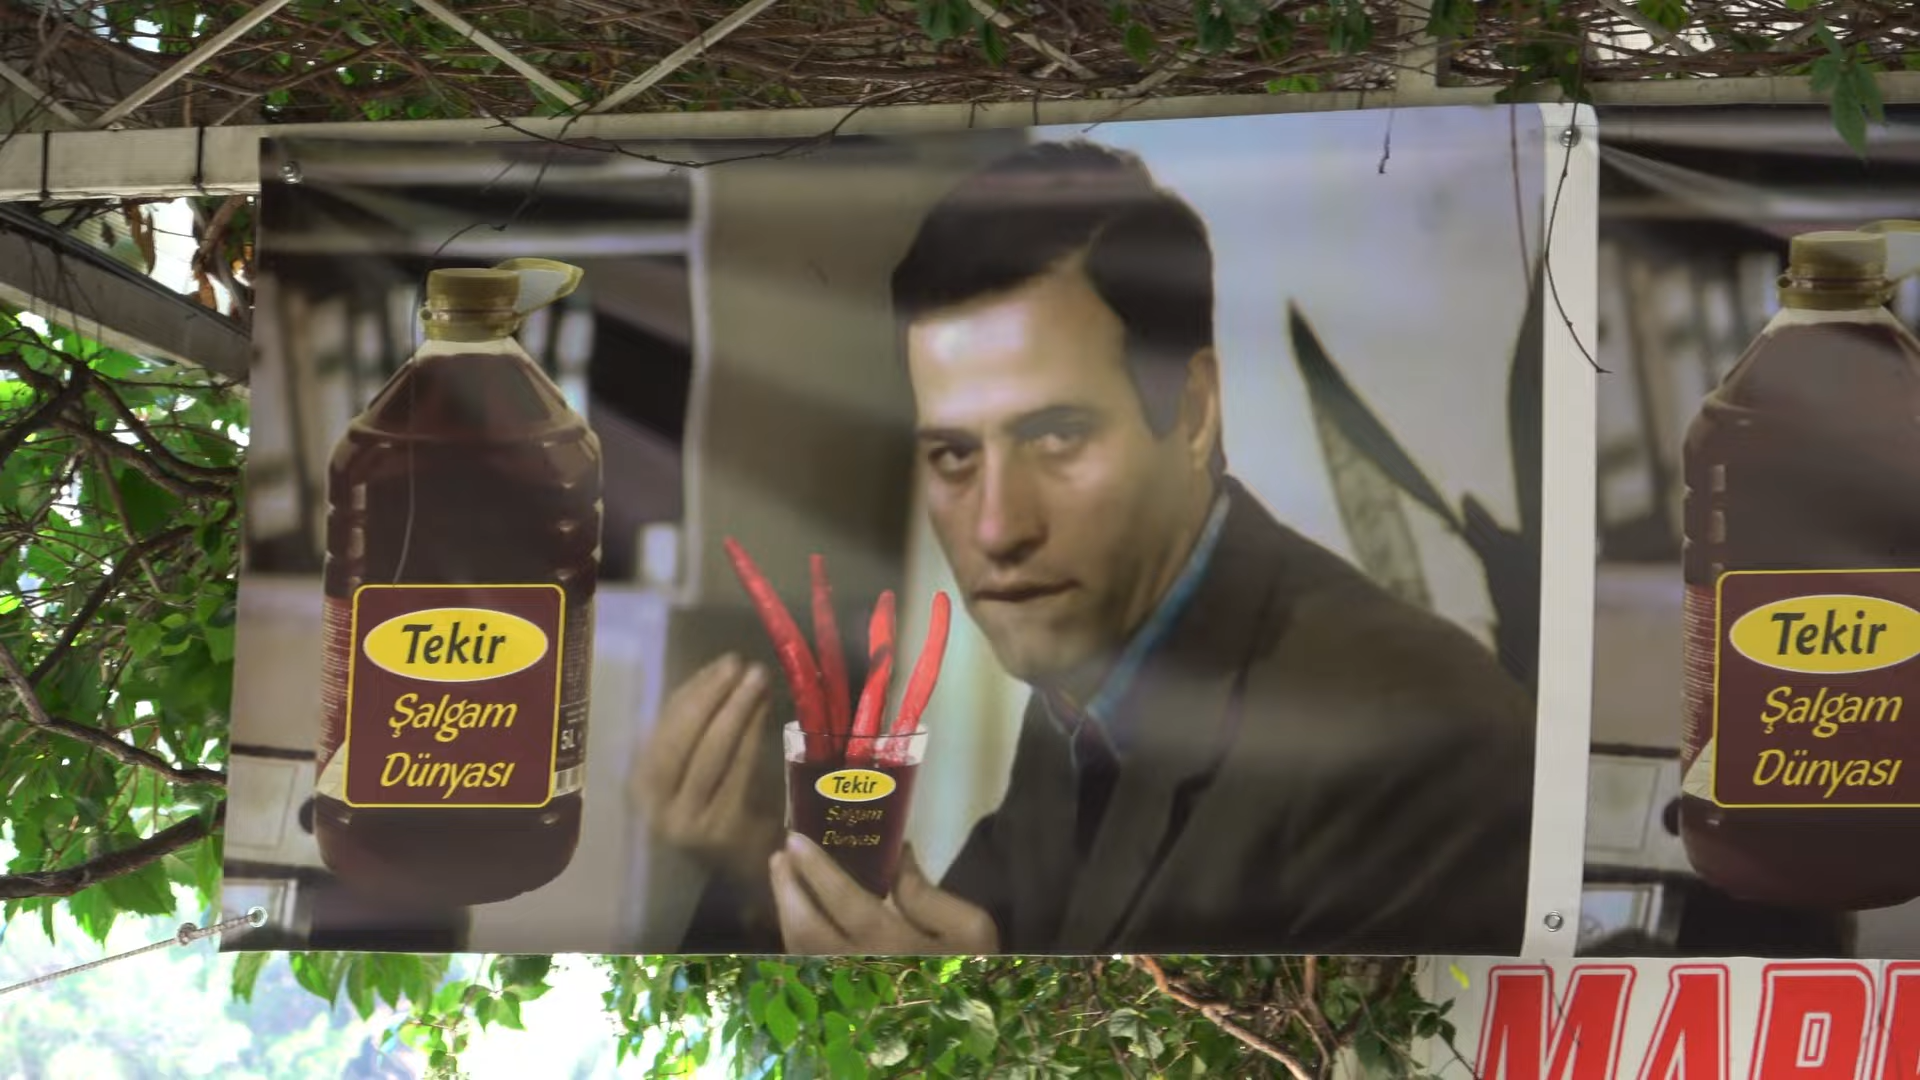 Tekir
Şalgam
Dünyası
5L
Tekir
Şalgam
Dünyası
Tekir
Şalgam
Dünyası